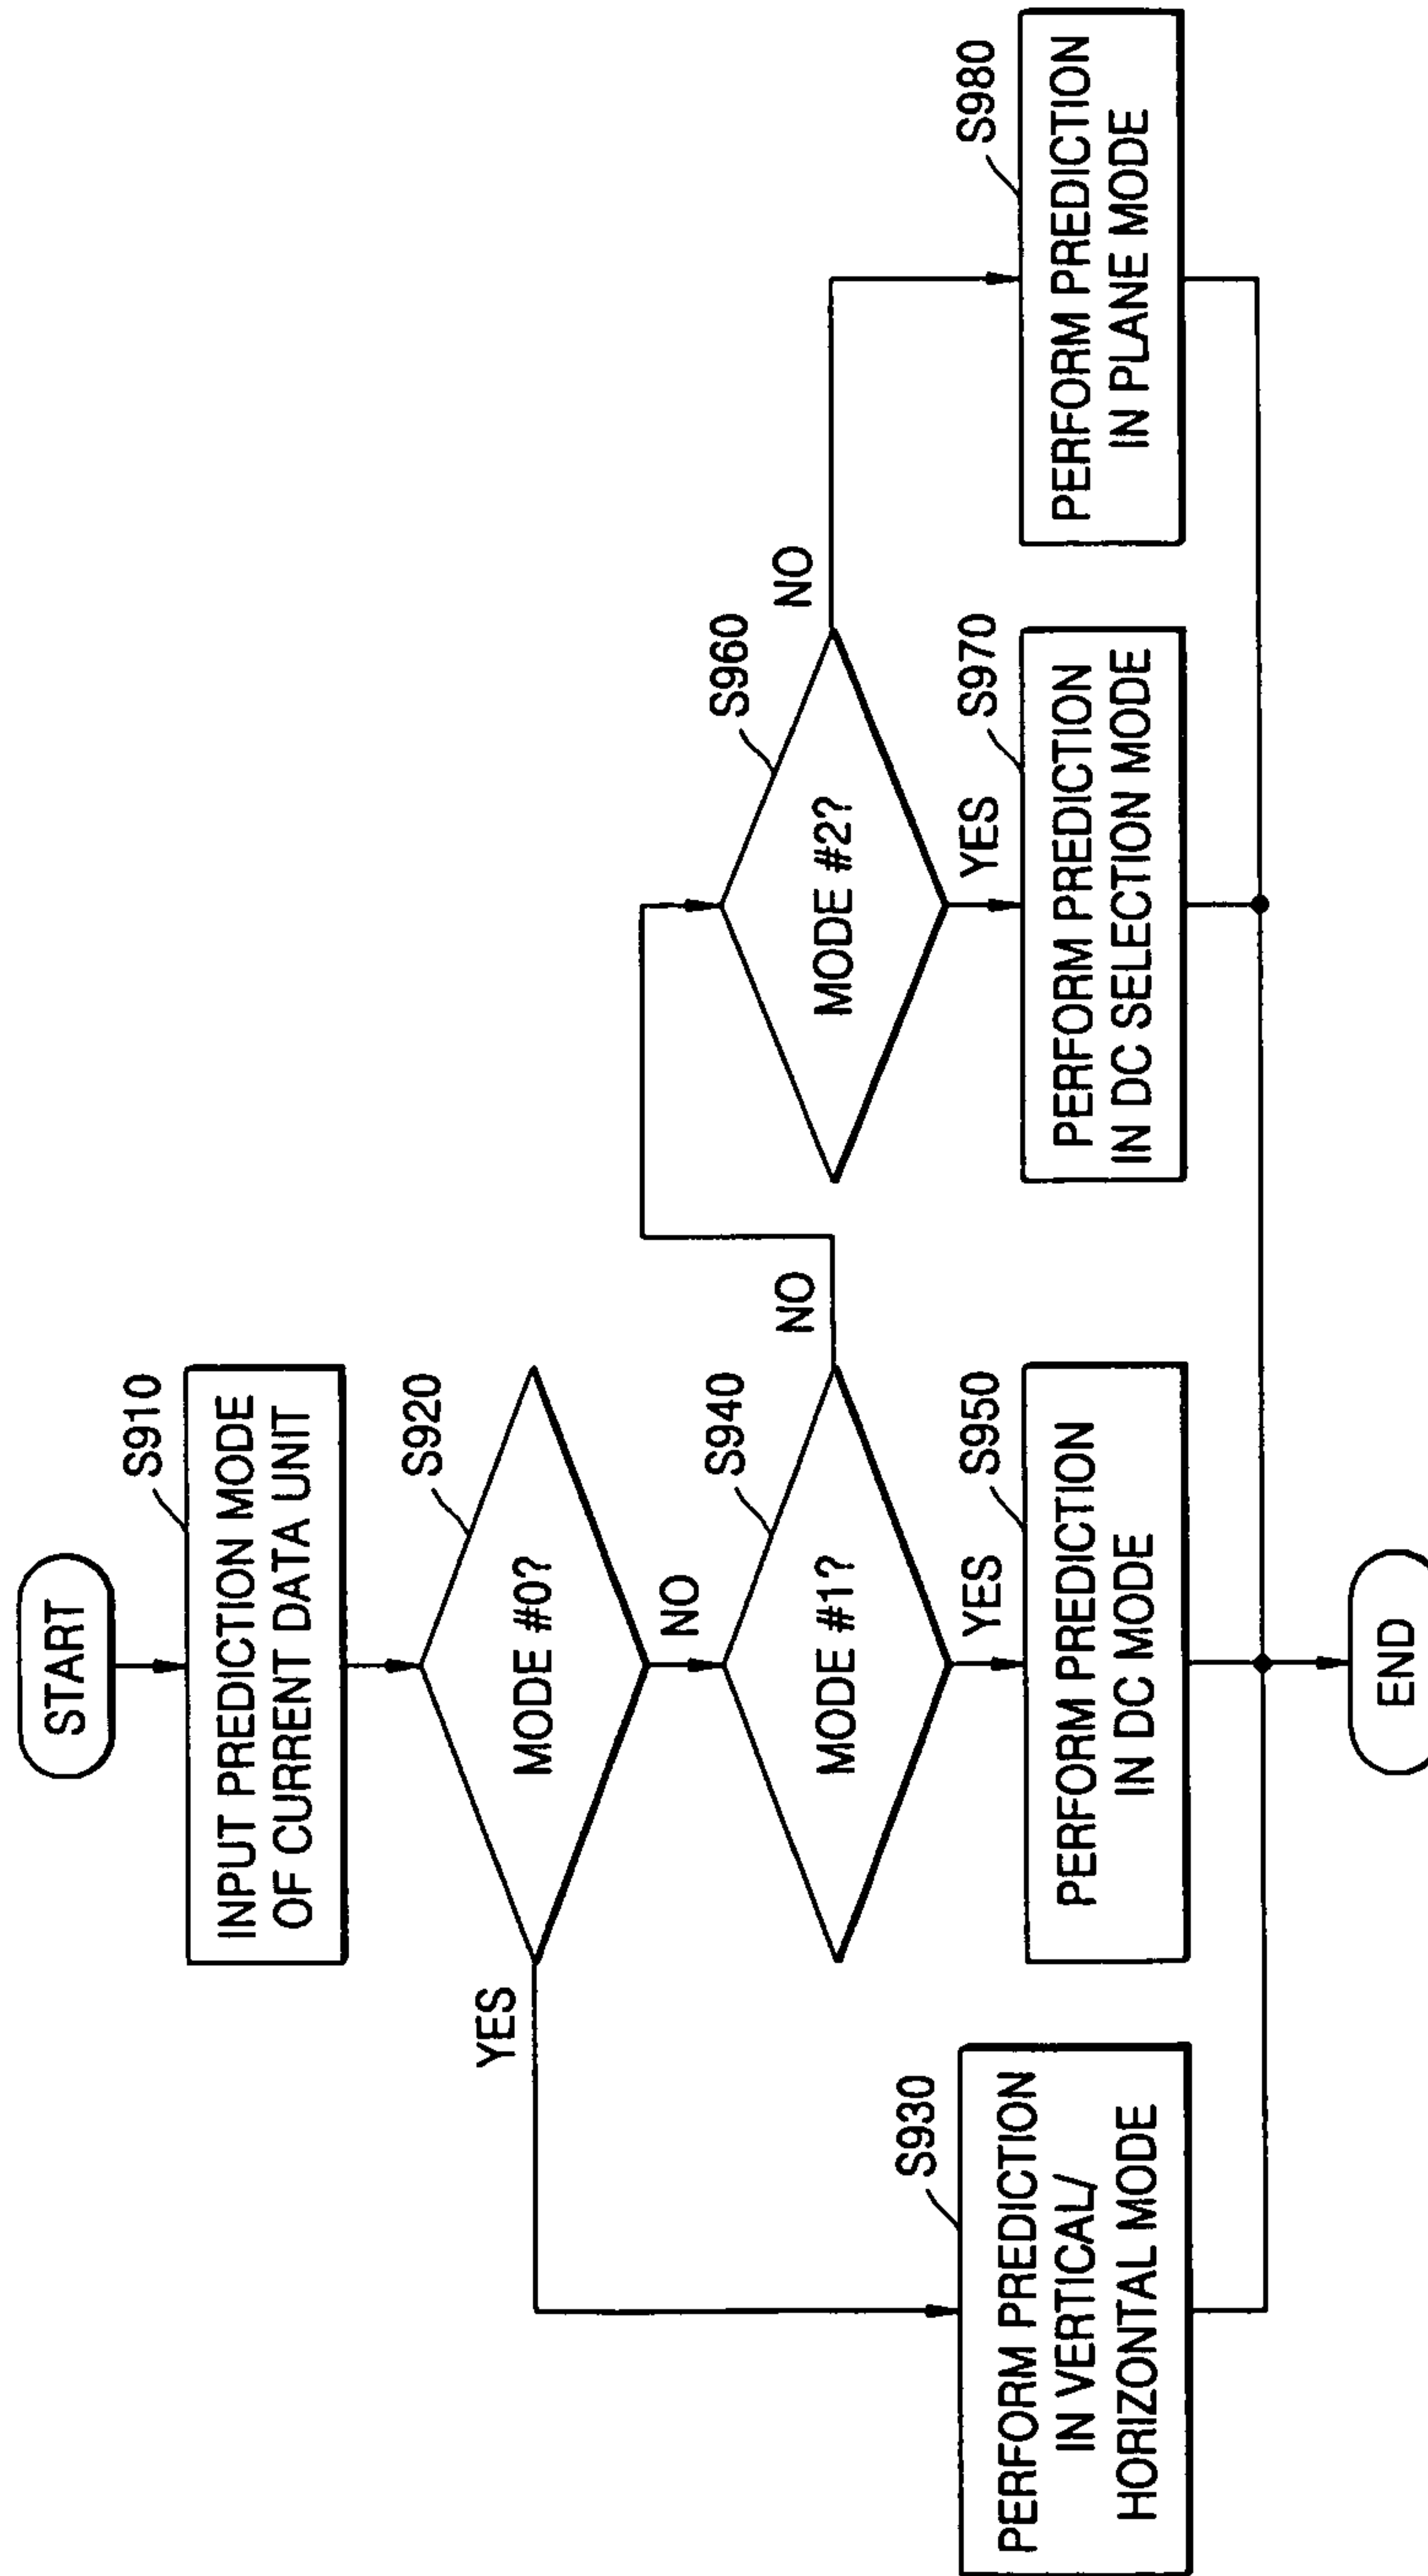 START
S910
INPUT PREDICTION MODE
OF CURRENT DATA UNIT
S920
MODE #0?
YES
NO
S940
MODE #1?
NO
YES
S960
MODE #2?
NO
YES
S930
PERFORM PREDICTION
IN VERTICAL/
HORIZONTAL MODE
S950
PERFORM PREDICTION
IN DC MODE
S970
PERFORM PREDICTION
IN DC SELECTION MODE
S980
PERFORM PREDICTION
IN PLANE MODE
END